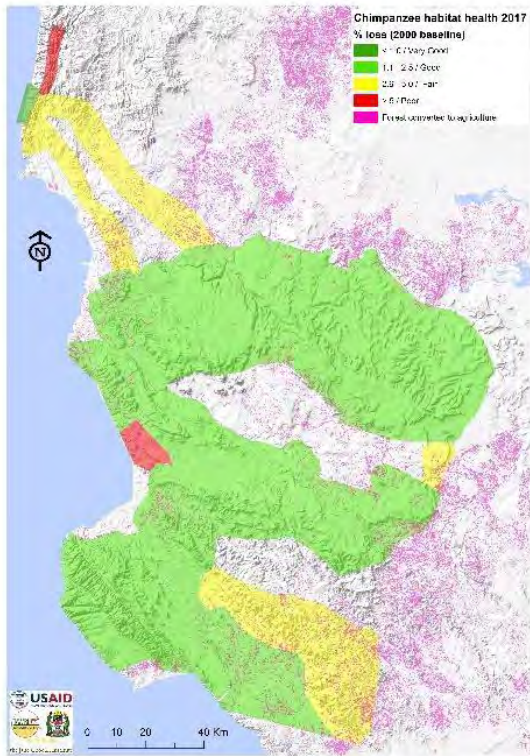 Chimpanzee habitat health 2017
% loss (2000 baseline)
/ Very Good
/ Good
> 5 / Poor
Forest converted to agriculture
N
USAID
0 10 20 40 Km